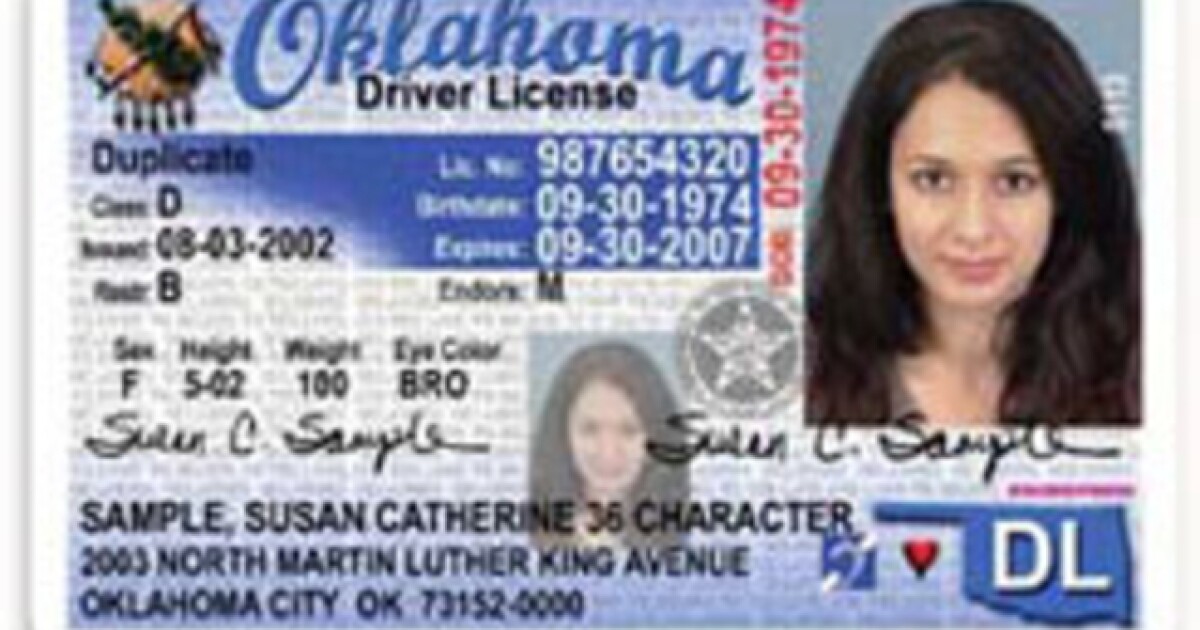 Oklahoma
Driver License
Duplicate
Lic. No: 987654320
Class: D
Birthdate: 09-30-1974
Issued: 08-03-2002
Expires: 09-30-2007
Restr: B
Endors: M
DOB: 09-30-1974
Sex Height Weight Eye Color
F 5-02 100 BRO
Susan C. Sample
Susan C. Sample
SAMPLE, SUSAN CATHERINE 36 CHARACTER
2003 NORTH MARTIN LUTHER KING AVENUE
OKLAHOMA CITY OK 73152-0000
DL